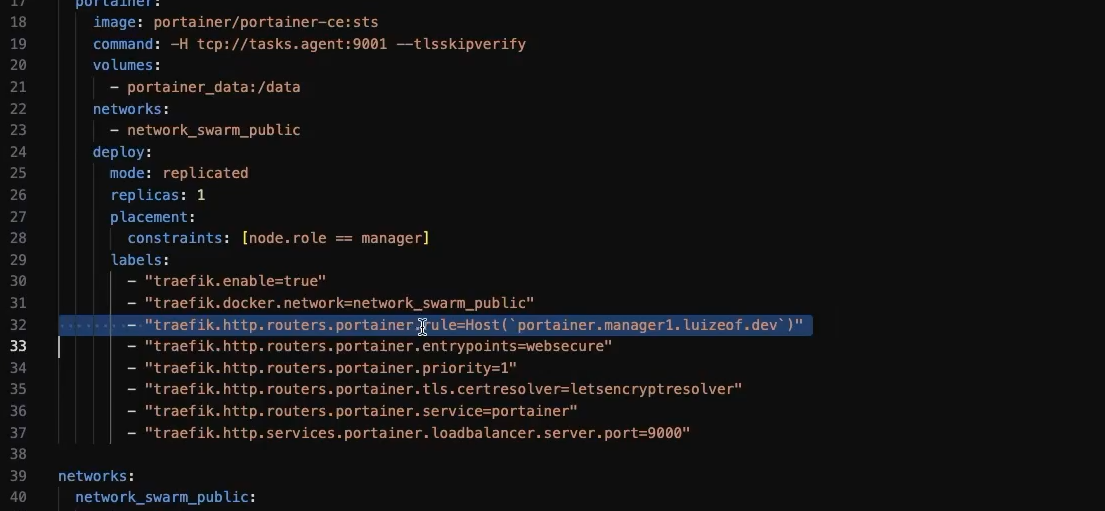 17 portainer:
18 image: portainer/portainer-ce:sts
19 command: -H tcp://tasks.agent:9001 --tlsskipverify
20 volumes:
21 - portainer_data:/data
22 networks:
23 - network_swarm_public
24 deploy:
25 mode: replicated
26 replicas: 1
27 placement:
28 constraints: [node.role == manager]
29 labels:
30 - "traefik.enable=true"
31 - "traefik.docker.network=network_swarm_public"
32 - "traefik.http.routers.portainer.rule=Host(`portainer.manager1.luizeof.dev`)"
33 - "traefik.http.routers.portainer.entrypoints=websecure"
34 - "traefik.http.routers.portainer.priority=1"
35 - "traefik.http.routers.portainer.tls.certresolver=letsencryptresolver"
36 - "traefik.http.routers.portainer.service=portainer"
37 - "traefik.http.services.portainer.loadbalancer.server.port=9000"
38
39 networks:
40 network_swarm_public: